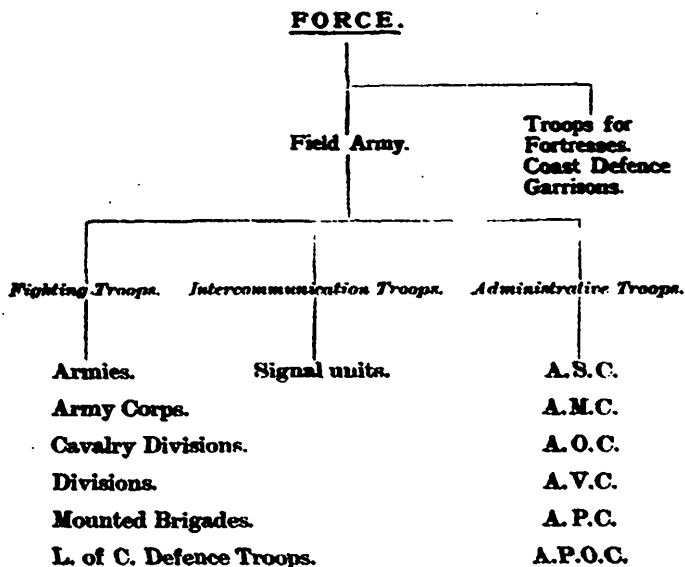 FORCE.
Field Army.
Troops for
Fortresses.
Coast Defence
Garrisons.
Fighting Troops. Intercommunication Troops. Administrative Troops.
Armies. Signal units. A.S.C.
Army Corps. A.M.C.
Cavalry Divisions. A.O.C.
Divisions. A.V.C.
Mounted Brigades. A.P.C.
L. of C. Defence Troops. A.P.O.C.